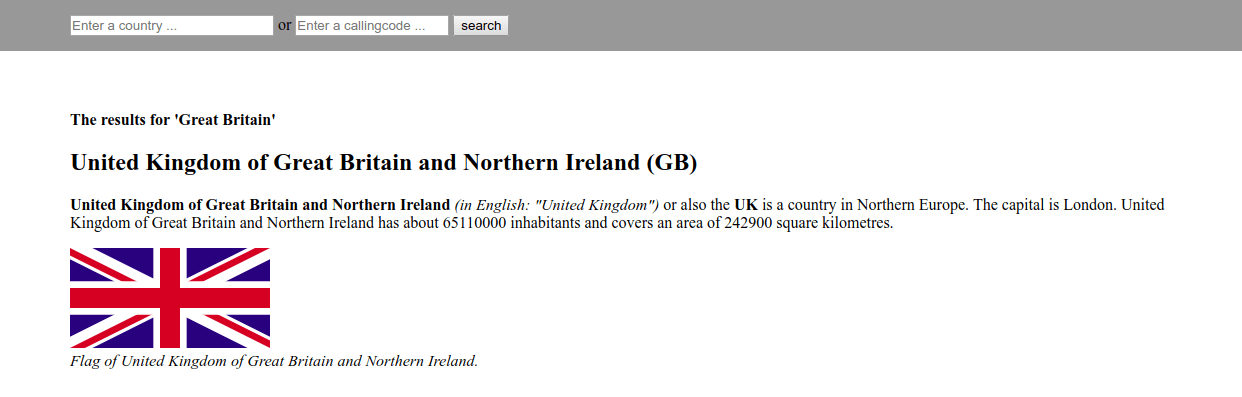 Enter a country ... or Enter a callingcode ... search
The results for 'Great Britain'
United Kingdom of Great Britain and Northern Ireland (GB)
United Kingdom of Great Britain and Northern Ireland (in English: "United Kingdom") or also the UK is a country in Northern Europe. The capital is London. United
Kingdom of Great Britain and Northern Ireland has about 65110000 inhabitants and covers an area of 242900 square kilometres.
Flag of United Kingdom of Great Britain and Northern Ireland.